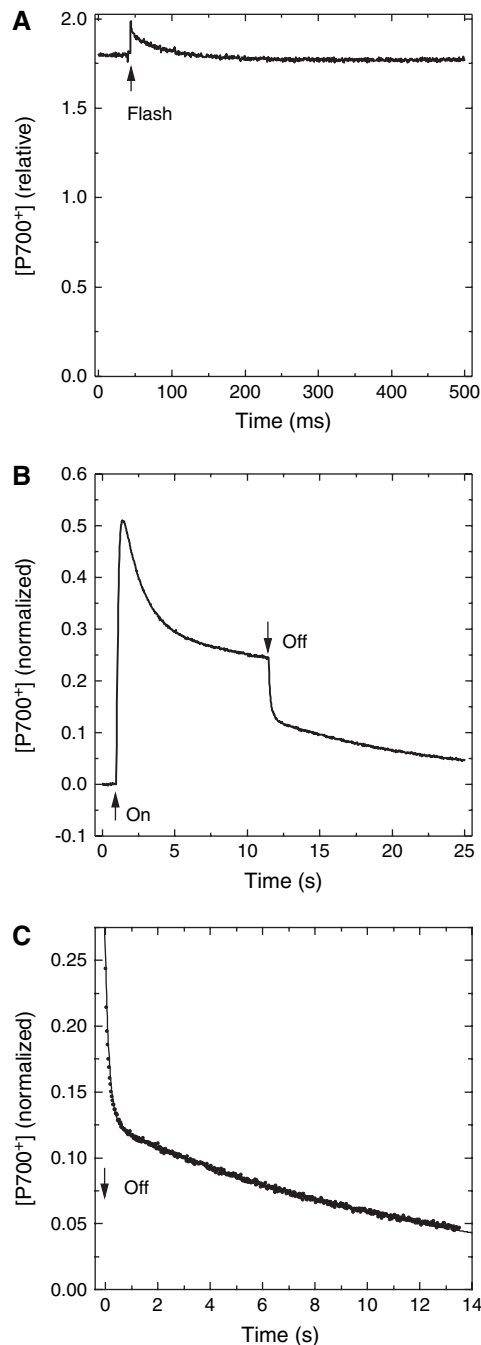 A
[P700⁺] (relative)
2.0
1.5
1.0
0.5
0.0
Flash
0 100 200 300 400 500
Time (ms)
B
[P700⁺] (normalized)
0.6
0.5
0.4
0.3
0.2
0.1
0.0
-0.1
On
Off
0 5 10 15 20 25
Time (s)
C
[P700⁺] (normalized)
0.25
0.20
0.15
0.10
0.05
0.00
Off
0 2 4 6 8 10 12 14
Time (s)